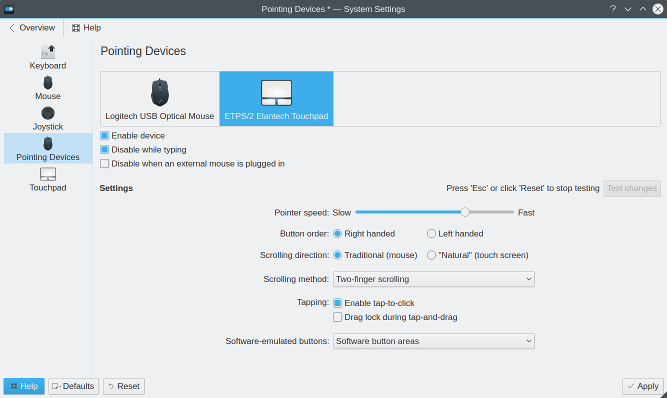 Pointing Devices * — System Settings
Overview Help
Keyboard
Mouse
Joystick
Pointing Devices
Touchpad
Pointing Devices
Logitech USB Optical Mouse ETPS/2 Elantech Touchpad
Enable device
Disable while typing
Disable when an external mouse is plugged in
Settings Press 'Esc' or click 'Reset' to stop testing Test changes
Pointer speed: Slow Fast
Button order: Right handed Left handed
Scrolling direction: Traditional (mouse) "Natural" (touch screen)
Scrolling method: Two-finger scrolling
Tapping: Enable tap-to-click
Drag lock during tap-and-drag
Software-emulated buttons: Software button areas
Help Defaults Reset Apply